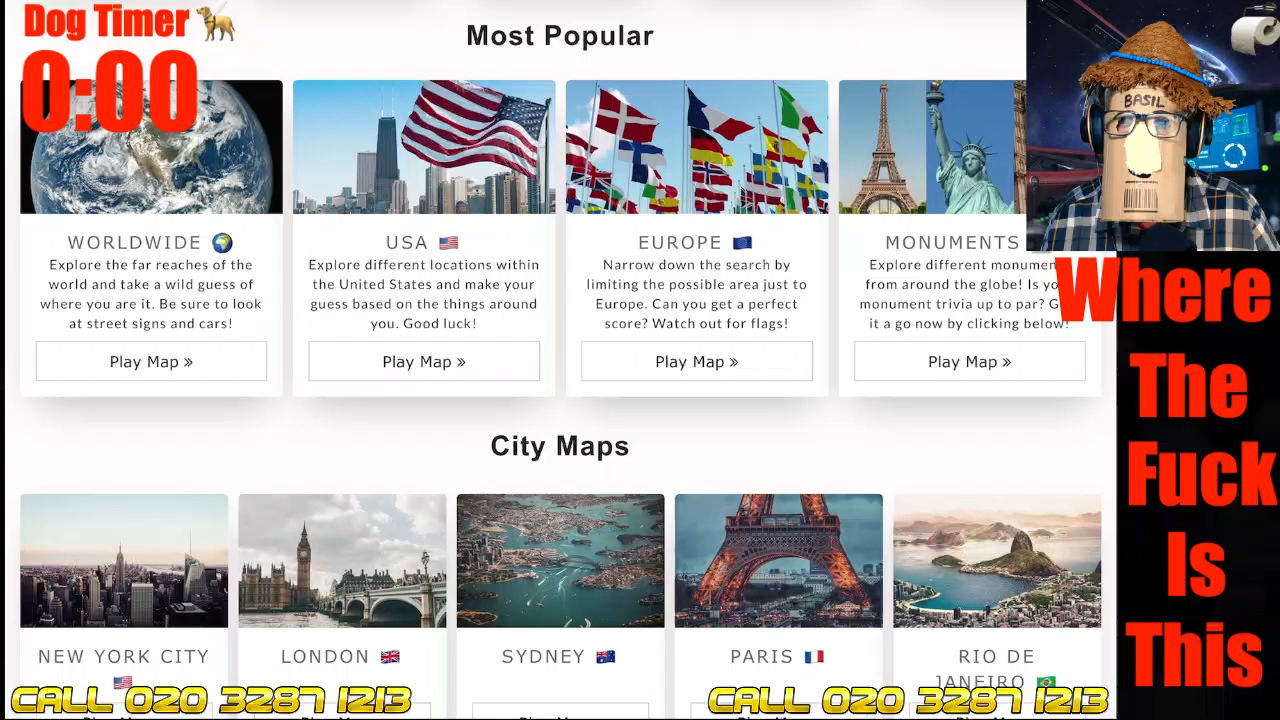 Dog Timer
0:00
Most Popular
BASIL
WORLDWIDE
Explore the far reaches of the
world and take a wild guess of
where you are it. Be sure to look
at street signs and cars!
Play Map »
USA
Explore different locations within
the United States and make your
guess based on the things around
you. Good luck!
Play Map »
EUROPE
Narrow down the search by
limiting the possible area just to
Europe. Can you get a perfect
score? Watch out for flags!
Play Map »
MONUMENTS
Explore different monumen
from around the globe! Is yo
monument trivia up to par? G
it a go now by clicking below!
Play Map »
Where
The
Fuck
Is
This
City Maps
NEW YORK CITY
LONDON
SYDNEY
PARIS
RIO DE
JANEIRO
CALL 020 3287 1213
CALL 020 3287 1213